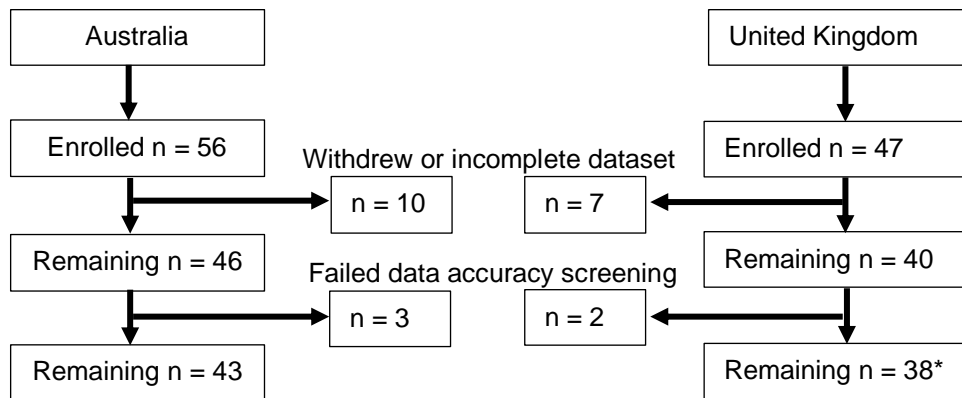 Australia
United Kingdom
Enrolled n = 56
Enrolled n = 47
Withdrew or incomplete dataset
n = 10
n = 7
Remaining n = 46
Remaining n = 40
Failed data accuracy screening
n = 3
n = 2
Remaining n = 43
Remaining n = 38*